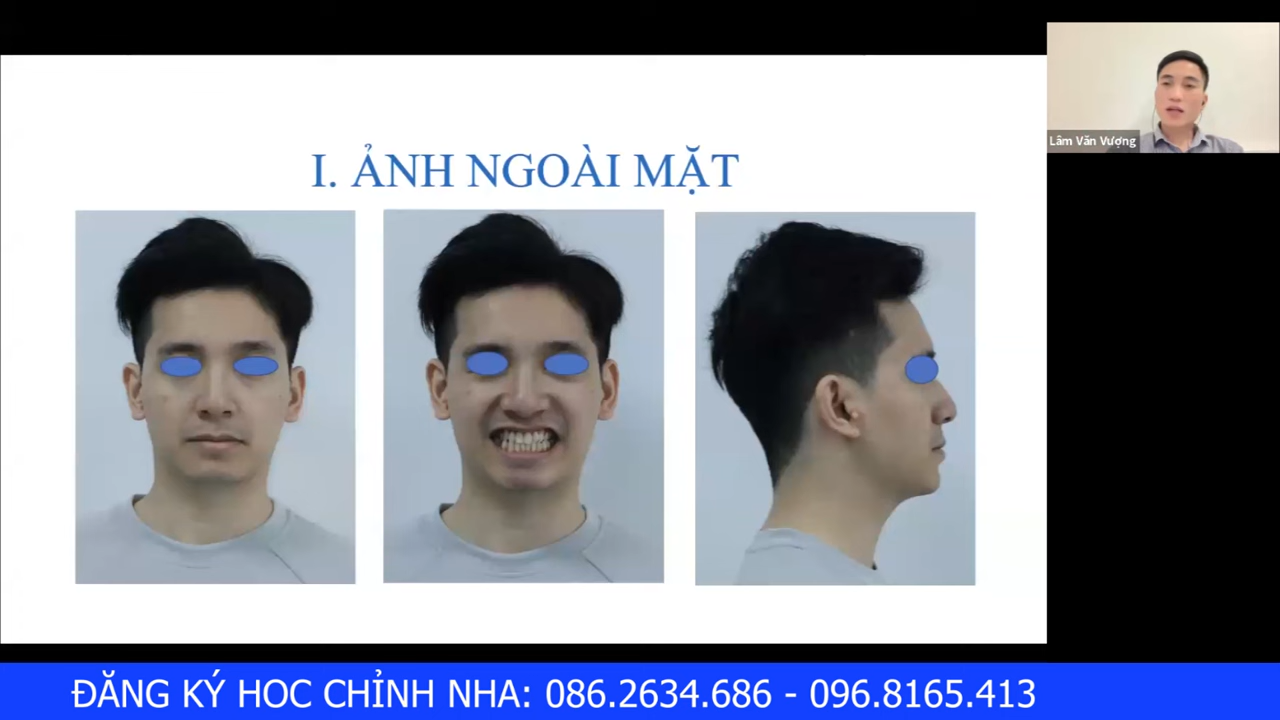 I. ẢNH NGOÀI MẶT
Lâm Văn Vượng
ĐĂNG KÝ HOC CHỈNH NHA: 086.2634.686 - 096.8165.413